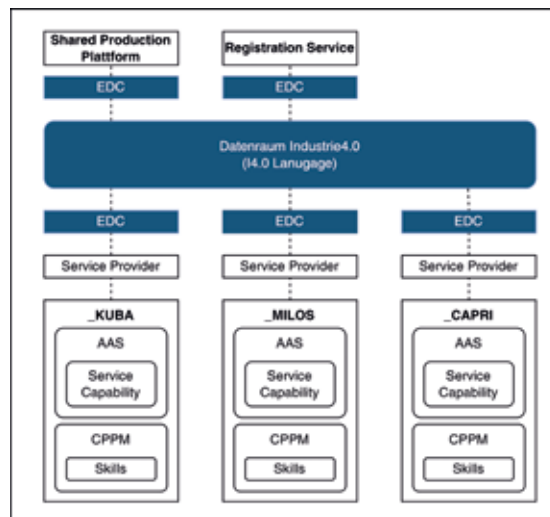 Shared Production
Plattform
Registration Service
EDC
EDC
Datenraum Industrie4.0
(I4.0 Lanugage)
EDC
EDC
EDC
Service Provider
Service Provider
Service Provider
_KUBA
_MILOS
_CAPRI
AAS
AAS
AAS
Service
Capability
Service
Capability
Service
Capability
CPPM
CPPM
CPPM
Skills
Skills
Skills